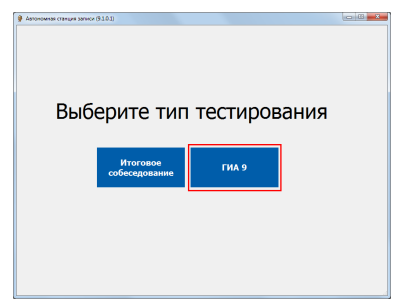 Автономная станция записи (9.1.0.1)
Выберите тип тестирования
Итоговое
собеседование
ГИА 9